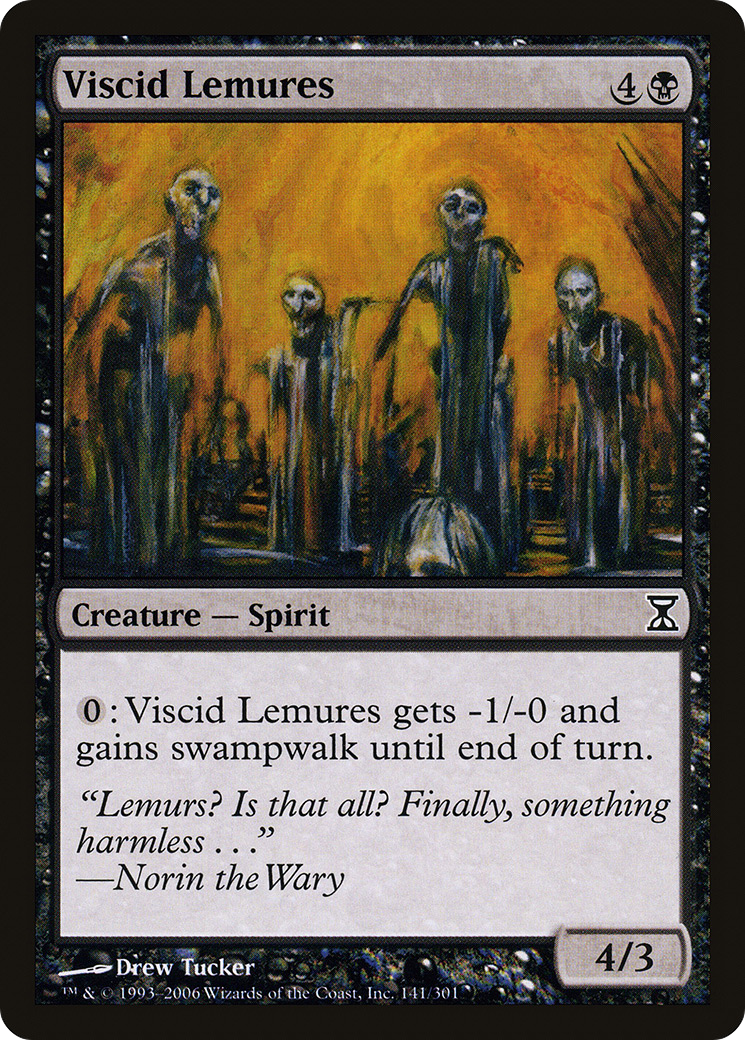 Viscid Lemures 4
Creature — Spirit
0: Viscid Lemures gets -1/-0 and
gains swampwalk until end of turn.
“Lemurs? Is that all? Finally, something
harmless . . .”
—Norin the Wary
4/3
Drew Tucker
™ & © 1993–2006 Wizards of the Coast, Inc. 141/301